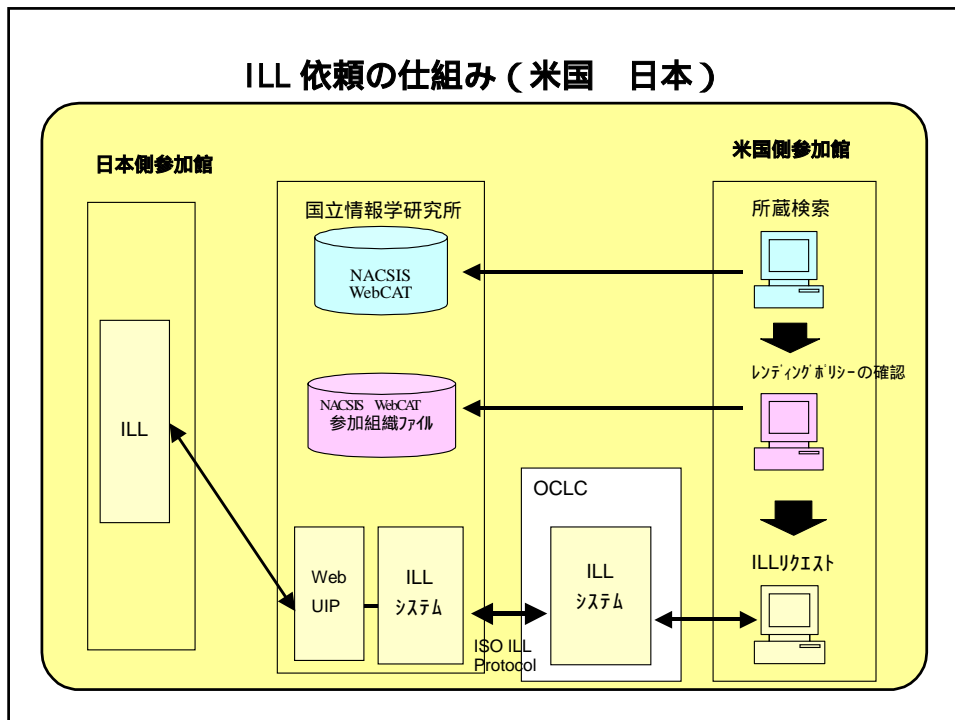 ILL 依頼の仕組み（米国　日本）
日本側参加館
米国側参加館
国立情報学研究所
所蔵検索
NACSIS
WebCAT
ﾚﾝﾃﾞｨﾝｸﾞﾎﾟﾘｼｰの確認
NACSIS WebCAT
参加組織ﾌｧｲﾙ
ILL
OCLC
ILLﾘｸｴｽﾄ
Web
UIP
ILL
ｼｽﾃﾑ
ILL
ｼｽﾃﾑ
ISO ILL
Protocol